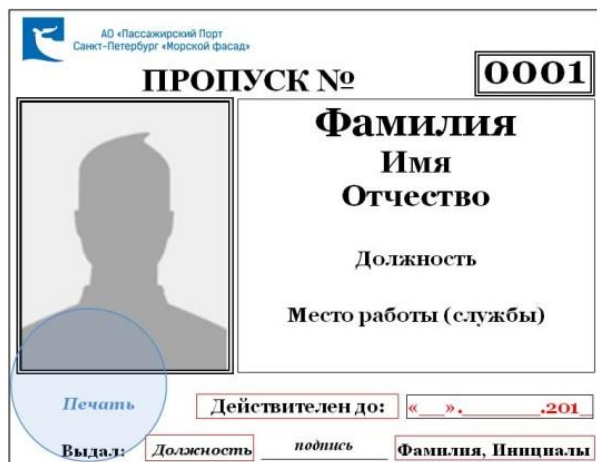 АО «Пассажирский Порт
Санкт-Петербург «Морской фасад»
ПРОПУСК № 0001
Фамилия
Имя
Отчество
Должность
Место работы (службы)
Печать
Действителен до: «__».________.201_
Выдал: Должность подпись Фамилия, Инициалы